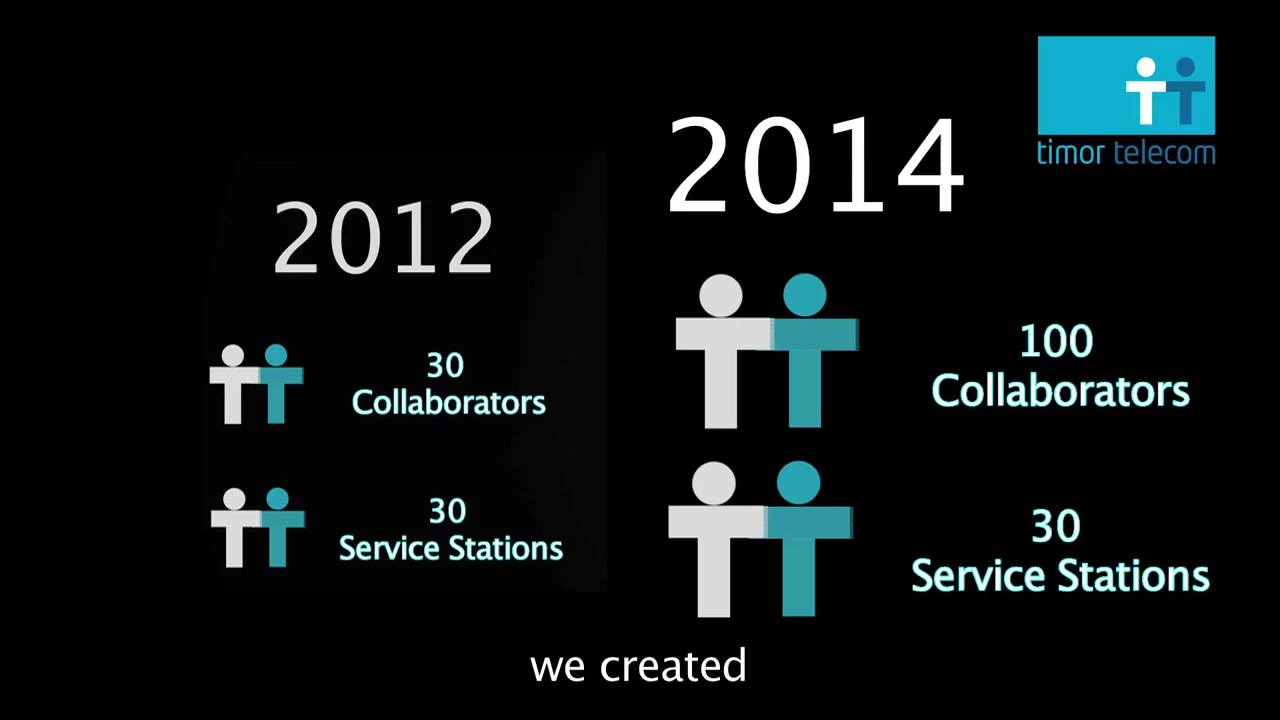 timor telecom
2012
30
Collaborators
30
Service Stations
2014
100
Collaborators
30
Service Stations
we created